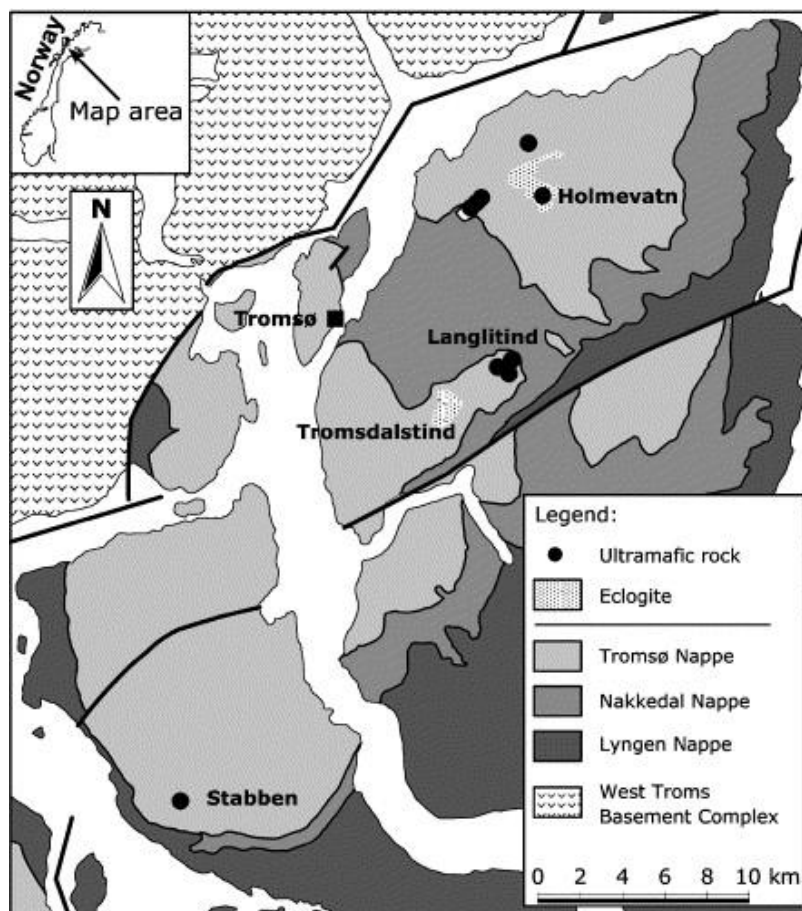 Norway
Map area
N
Holmevatn
Tromsø
Langlitind
Tromsdalstind
Stabben
Legend:
Ultramafic rock
Eclogite
Tromsø Nappe
Nakkedal Nappe
Lyngen Nappe
West Troms
Basement Complex
0 2 4 6 8 10 km